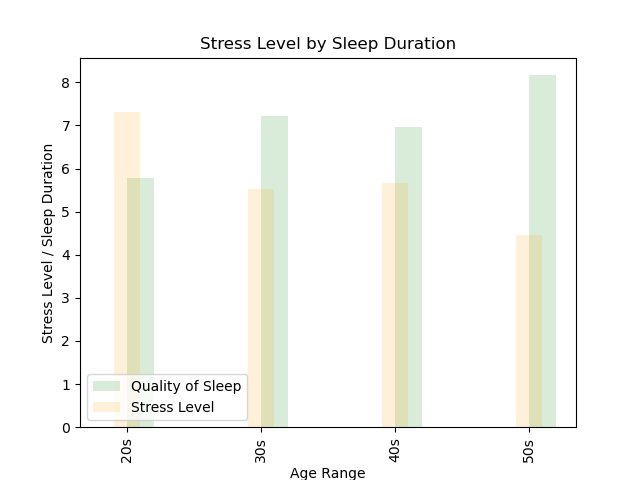 Stress Level by Sleep Duration
Stress Level / Sleep Duration
8
7
6
5
4
3
2
1
0
Quality of Sleep
Stress Level
20s
30s
40s
50s
Age Range